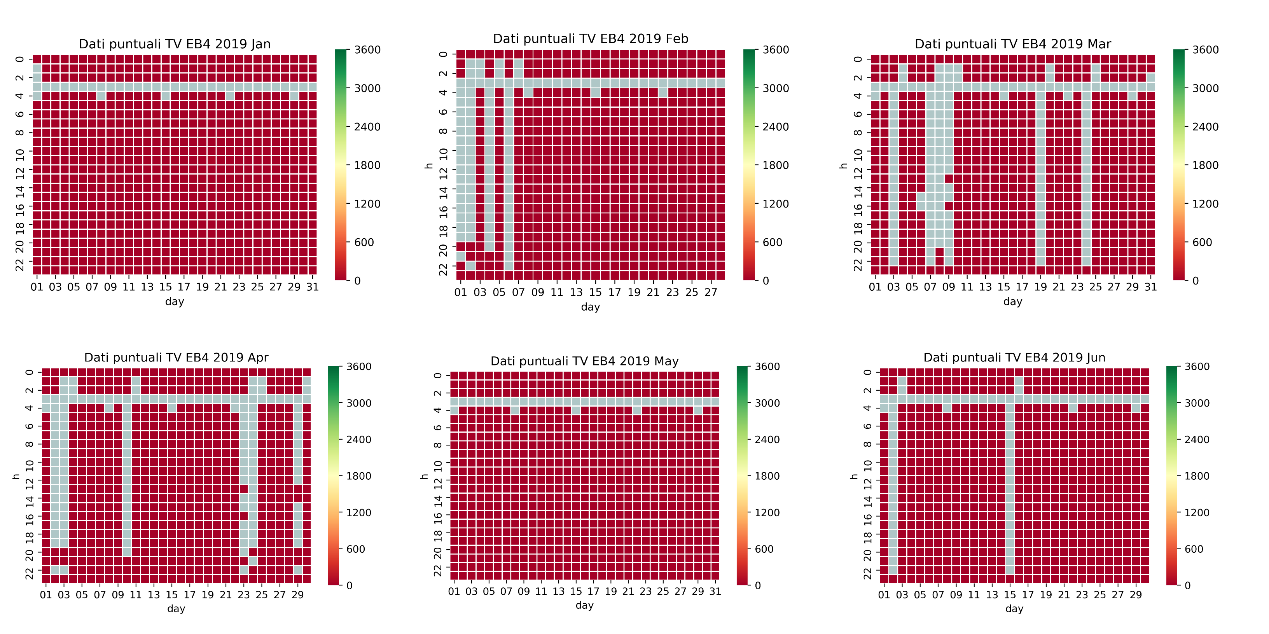 Dati puntuali TV EB4 2019 Jan
0 2 4 6 8 10 12 14 16 18 20 22
01 03 05 07 09 11 13 15 17 19 21 23 25 27 29 31
day
3600 3000 2400 1800 1200 600 0
Dati puntuali TV EB4 2019 Feb
h
0 2 4 6 8 10 12 14 16 18 20 22
01 03 05 07 09 11 13 15 17 19 21 23 25 27
day
3600 3000 2400 1800 1200 600 0
Dati puntuali TV EB4 2019 Mar
h
0 2 4 6 8 10 12 14 16 18 20 22
01 03 05 07 09 11 13 15 17 19 21 23 25 27 29 31
day
3600 3000 2400 1800 1200 600 0
Dati puntuali TV EB4 2019 Apr
h
0 2 4 6 8 10 12 14 16 18 20 22
01 03 05 07 09 11 13 15 17 19 21 23 25 27 29
day
3600 3000 2400 1800 1200 600 0
Dati puntuali TV EB4 2019 May
h
0 2 4 6 8 10 12 14 16 18 20 22
01 03 05 07 09 11 13 15 17 19 21 23 25 27 29 31
day
3600 3000 2400 1800 1200 600 0
Dati puntuali TV EB4 2019 Jun
h
0 2 4 6 8 10 12 14 16 18 20 22
01 03 05 07 09 11 13 15 17 19 21 23 25 27 29
day
3600 3000 2400 1800 1200 600 0